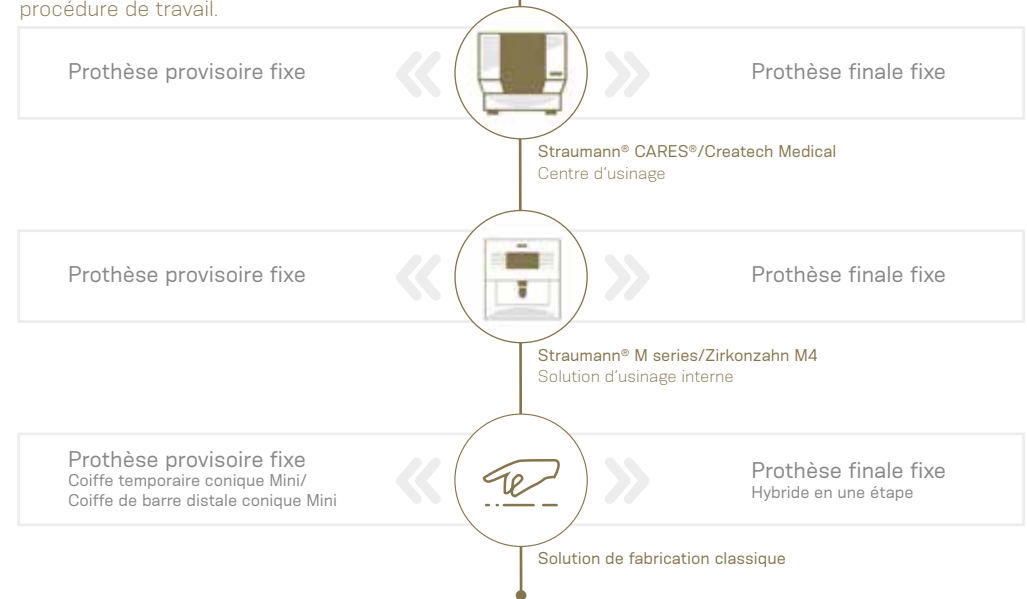 procédure de travail.
Prothèse provisoire fixe
Prothèse finale fixe
Straumann® CARES®/Createch Medical
Centre d'usinage
Prothèse provisoire fixe
Prothèse finale fixe
Straumann® M series/Zirkonzahn M4
Solution d'usinage interne
Prothèse provisoire fixe
Coiffe temporaire conique Mini/
Coiffe de barre distale conique Mini
Prothèse finale fixe
Hybride en une étape
Solution de fabrication classique